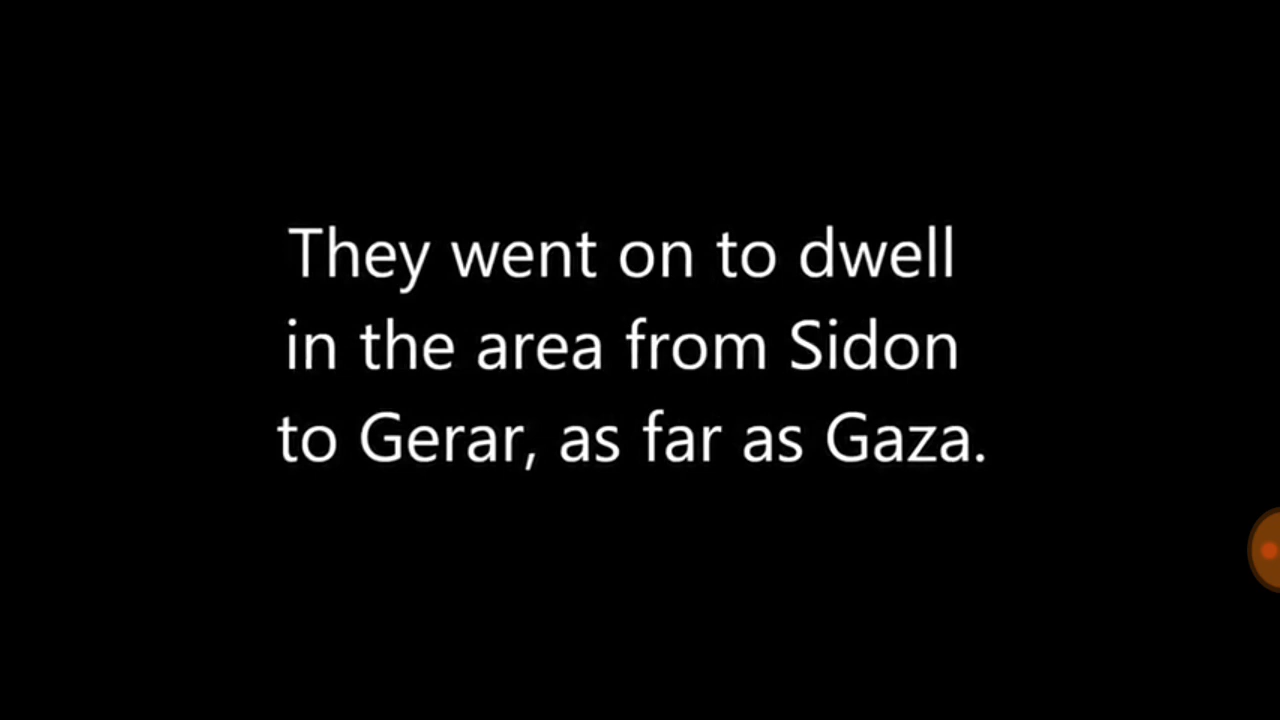 They went on to dwell
in the area from Sidon
to Gerar, as far as Gaza.